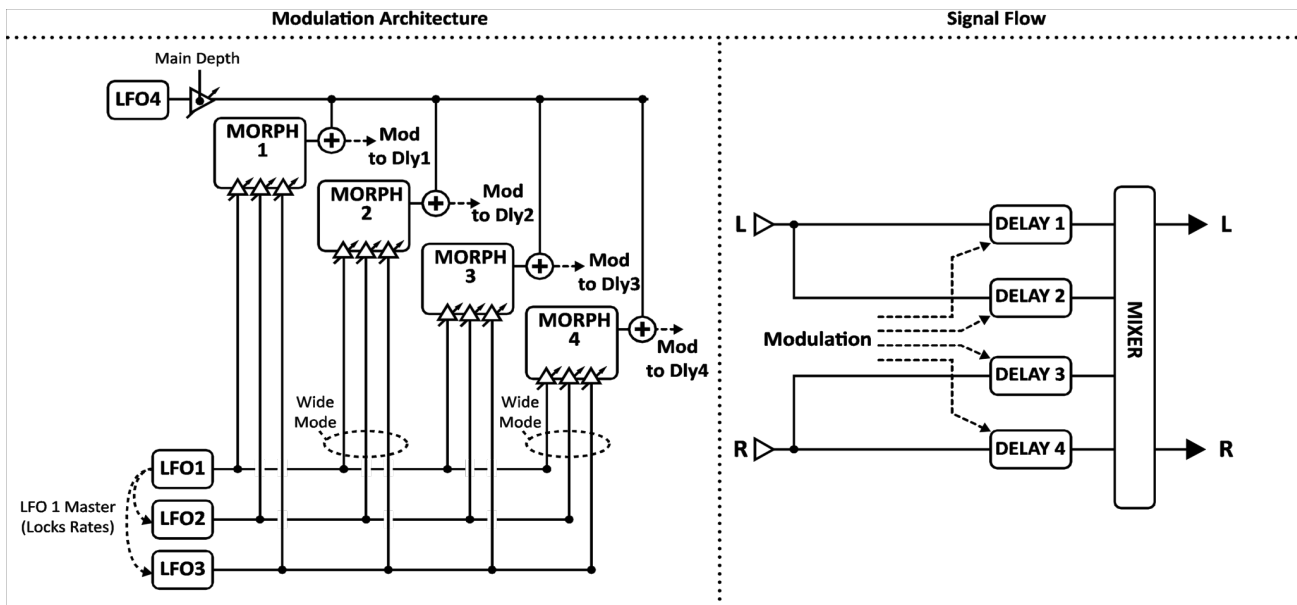 Modulation Architecture
Signal Flow
Main Depth
LFO4
MORPH
1
Mod
to Dly1
MORPH
2
Mod
to Dly2
MORPH
3
Mod
to Dly3
MORPH
4
Mod
to Dly4
Wide
Mode
Wide
Mode
LFO1
LFO 1 Master
(Locks Rates)
LFO2
LFO3
L
DELAY 1
L
DELAY 2
Modulation
MIXER
DELAY 3
R
DELAY 4
R